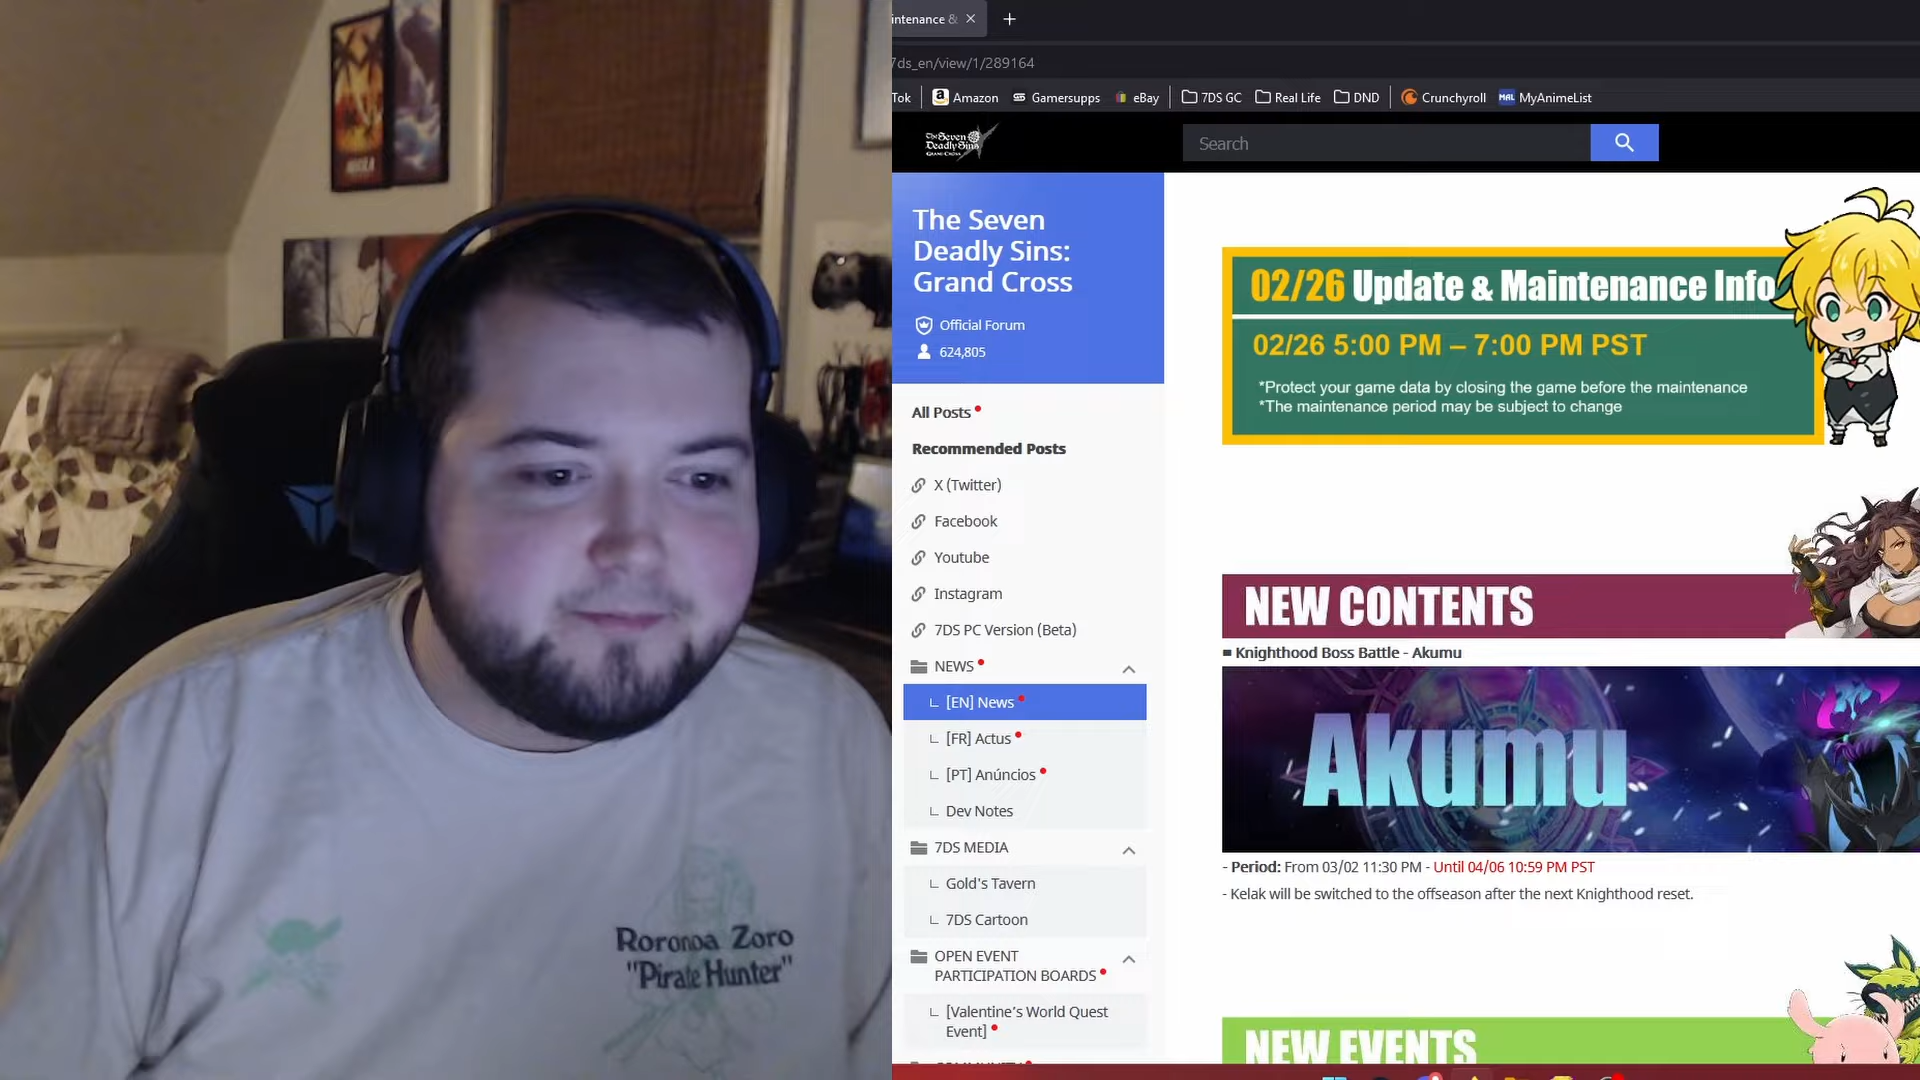 intenance &
7ds_en/view/1/289164
Tok
Amazon
Gamersupps
eBay
7DS GC
Real Life
DND
Crunchyroll
MAL MyAnimeList
The Seven
Deadly Sins
GRAND CROSS
Search
The Seven
Deadly Sins:
Grand Cross
Official Forum
624,805
All Posts
Recommended Posts
X (Twitter)
Facebook
Youtube
Instagram
7DS PC Version (Beta)
NEWS
[EN] News
[FR] Actus
[PT] Anúncios
Dev Notes
7DS MEDIA
Gold's Tavern
7DS Cartoon
OPEN EVENT
PARTICIPATION BOARDS
[Valentine's World Quest
Event]
02/26 Update & Maintenance Info
02/26 5:00 PM – 7:00 PM PST
*Protect your game data by closing the game before the maintenance
*The maintenance period may be subject to change
NEW CONTENTS
Knighthood Boss Battle - Akumu
Akumu
- Period: From 03/02 11:30 PM - Until 04/06 10:59 PM PST
- Kelak will be switched to the offseason after the next Knighthood reset.
NEW EVENTS
Roronoa Zoro
"Pirate Hunter"